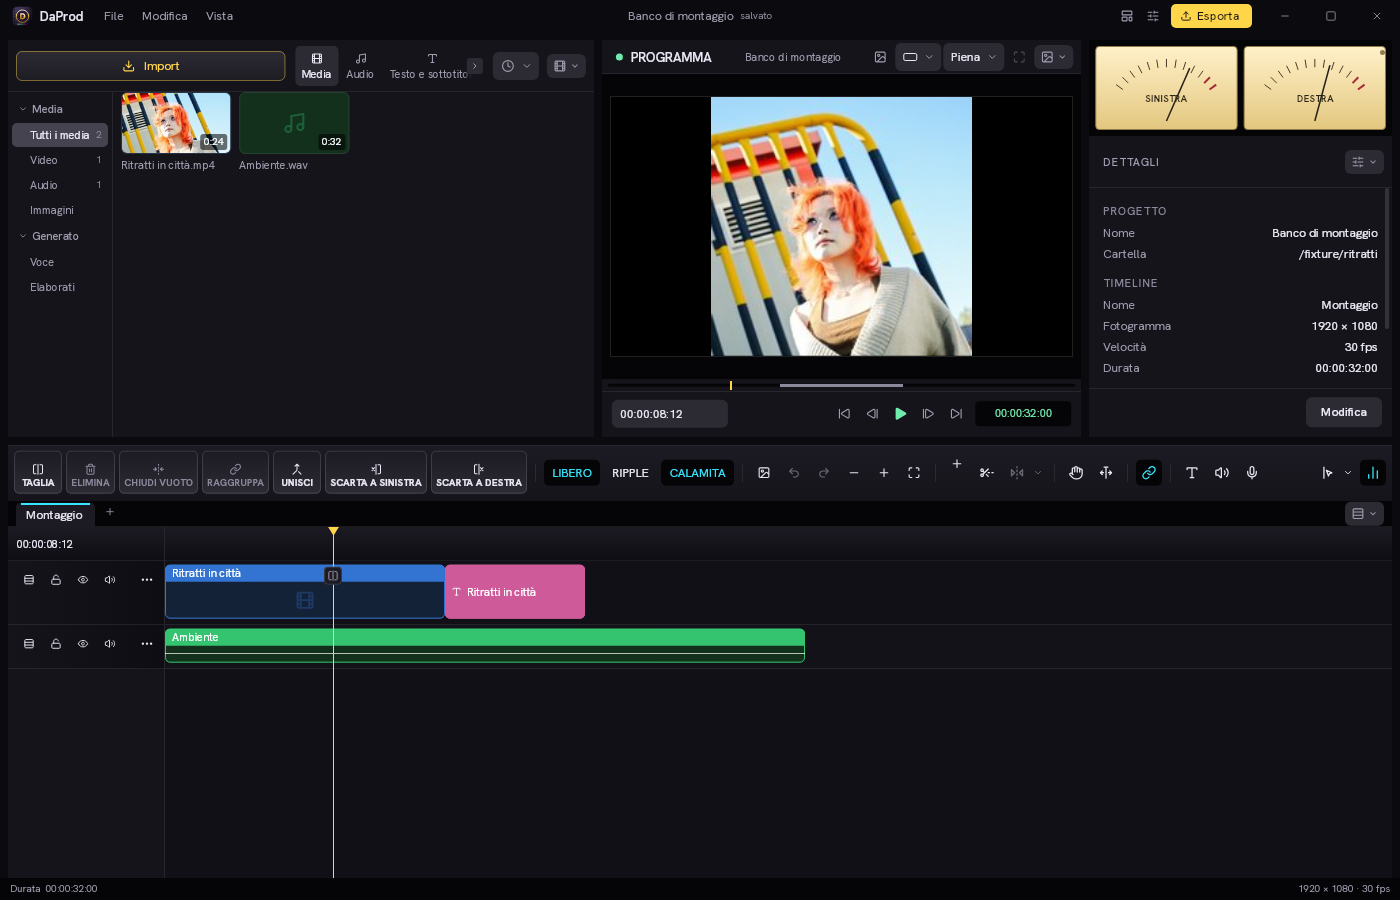 DaProd File Modifica Vista Banco di montaggio salvato Esporta
Import Media Audio Testo e sottotito
Media
Tutti i media 2
Video 1
Audio 1
Immagini
Generato
Voce
Elaborati
0:24
Ritratti in città.mp4
0:32
Ambiente.wav
PROGRAMMA Banco di montaggio Piena
00:00:08:12 00:00:32:00
SINISTRA DESTRA
DETTAGLI
PROGETTO
Nome Banco di montaggio
Cartella /fixture/ritratti
TIMELINE
Nome Montaggio
Fotogramma 1920 × 1080
Velocità 30 fps
Durata 00:00:32:00
Modifica
TAGLIA ELIMINA CHIUDI VUOTO RAGGRUPPA UNISCI SCARTA A SINISTRA SCARTA A DESTRA LIBERO RIPPLE CALAMITA
Montaggio
00:00:08:12
Ritratti in città
Ritratti in città
Ambiente
Durata 00:00:32:00 1920 × 1080 · 30 fps